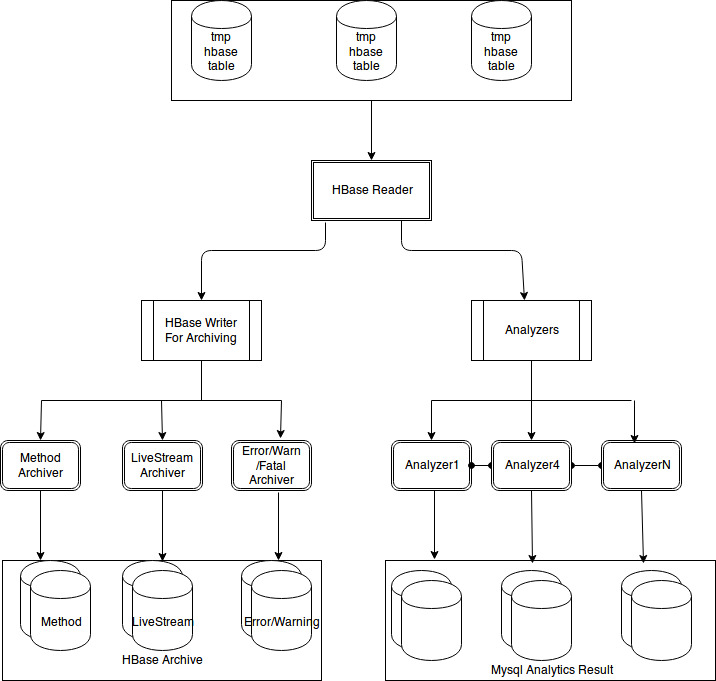 tmp
hbase
table
tmp
hbase
table
tmp
hbase
table
HBase Reader
HBase Writer
For Archiving
Analyzers
Method
Archiver
LiveStream
Archiver
Error/Warn
/Fatal
Archiver
Analyzer1
Analyzer4
AnalyzerN
Method
LiveStream
Error/Warning
HBase Archive
Mysql Analytics Result